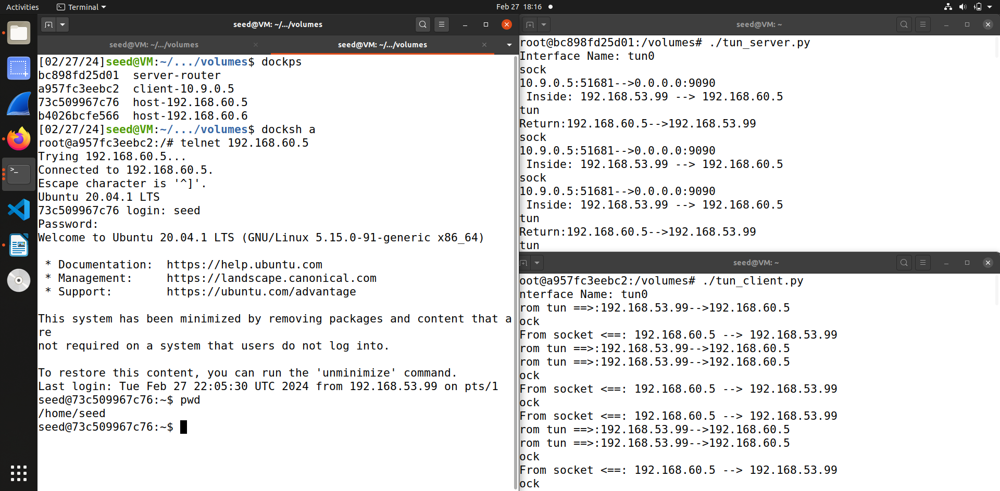 Activities
Terminal
Feb 27 18:16
seed@VM: ~/.../volumes
seed@VM: ~/.../volumes
seed@VM: ~/.../volumes
[02/27/24]seed@VM:~/.../volumes$ dockps
bc898fd25d01  server-router
a957fc3eebc2  client-10.9.0.5
73c509967c76  host-192.168.60.5
b4026bcfe566  host-192.168.60.6
[02/27/24]seed@VM:~/.../volumes$ docksh a
root@a957fc3eebc2:/# telnet 192.168.60.5
Trying 192.168.60.5...
Connected to 192.168.60.5.
Escape character is '^]'.
Ubuntu 20.04.1 LTS
73c509967c76 login: seed
Password:
Welcome to Ubuntu 20.04.1 LTS (GNU/Linux 5.15.0-91-generic x86_64)
 * Documentation:  https://help.ubuntu.com
 * Management:     https://landscape.canonical.com
 * Support:        https://ubuntu.com/advantage
This system has been minimized by removing packages and content that a
re
not required on a system that users do not log into.
To restore this content, you can run the 'unminimize' command.
Last login: Tue Feb 27 22:05:30 UTC 2024 from 192.168.53.99 on pts/1
seed@73c509967c76:~$ pwd
/home/seed
seed@73c509967c76:~$
seed@VM: ~
root@bc898fd25d01:/volumes# ./tun_server.py
Interface Name: tun0
sock
10.9.0.5:51681-->0.0.0.0:9090
 Inside: 192.168.53.99 --> 192.168.60.5
tun
Return:192.168.60.5-->192.168.53.99
sock
10.9.0.5:51681-->0.0.0.0:9090
 Inside: 192.168.53.99 --> 192.168.60.5
sock
10.9.0.5:51681-->0.0.0.0:9090
 Inside: 192.168.53.99 --> 192.168.60.5
tun
Return:192.168.60.5-->192.168.53.99
tun
seed@VM: ~
oot@a957fc3eebc2:/volumes# ./tun_client.py
nterface Name: tun0
rom tun ==>:192.168.53.99-->192.168.60.5
ock
From socket <==: 192.168.60.5 --> 192.168.53.99
rom tun ==>:192.168.53.99-->192.168.60.5
rom tun ==>:192.168.53.99-->192.168.60.5
ock
From socket <==: 192.168.60.5 --> 192.168.53.99
ock
From socket <==: 192.168.60.5 --> 192.168.53.99
rom tun ==>:192.168.53.99-->192.168.60.5
rom tun ==>:192.168.53.99-->192.168.60.5
ock
From socket <==: 192.168.60.5 --> 192.168.53.99
ock